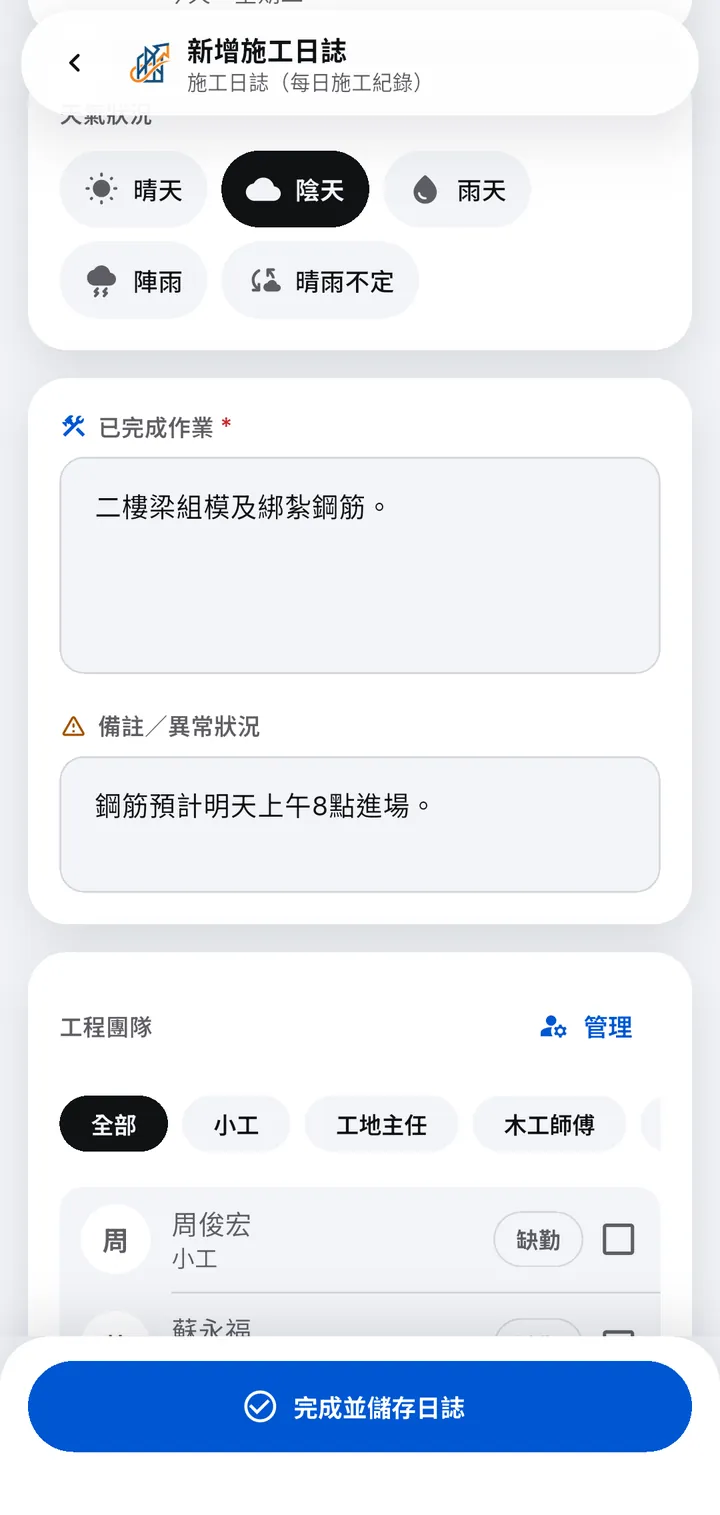 新增施工日誌
施工日誌（每日施工紀錄）
天氣狀況
晴天
陰天
雨天
陣雨
晴雨不定
已完成作業 *
二樓梁組模及綁紮鋼筋。
備註／異常狀況
鋼筋預計明天上午8點進場。
工程團隊
管理
全部
小工
工地主任
木工師傅
周
周俊宏
小工
缺勤
蘇永福
完成並儲存日誌